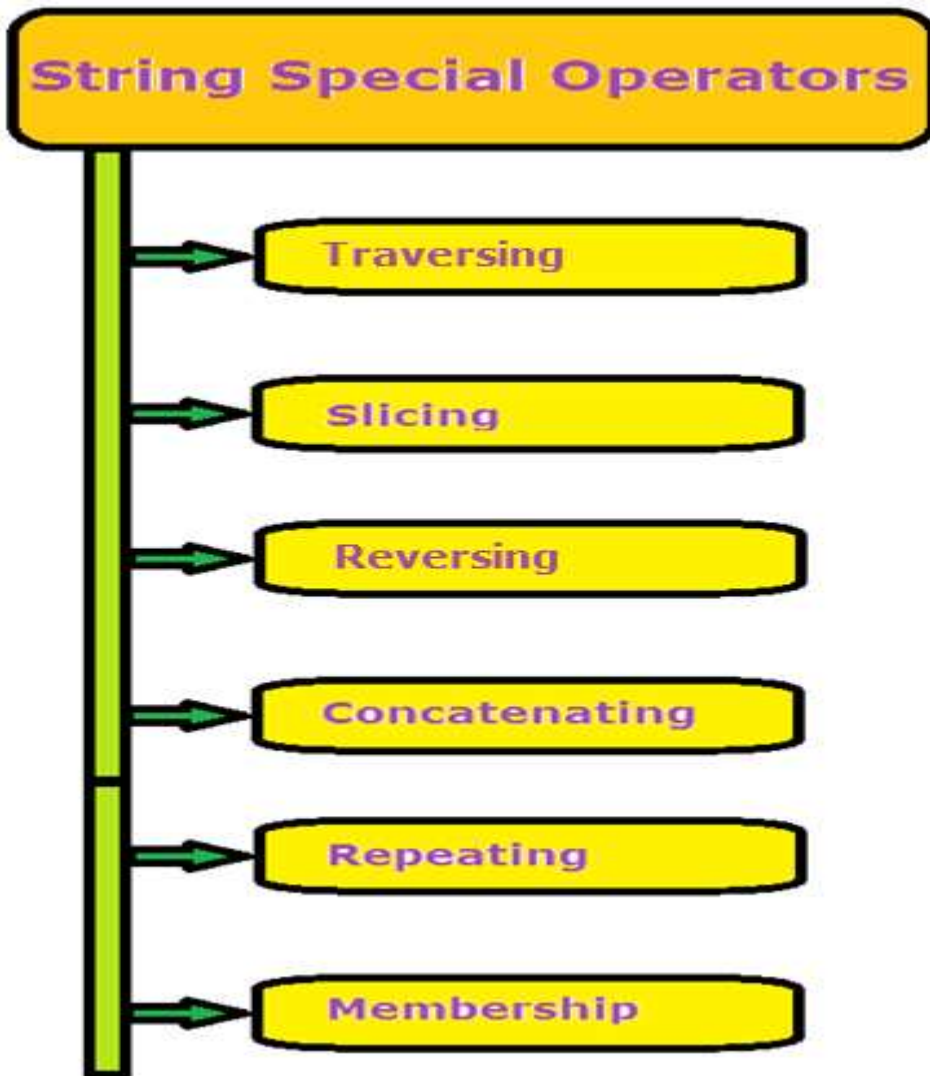 String Special Operators
Traversing
Slicing
Reversing
Concatenating
Repeating
Membership